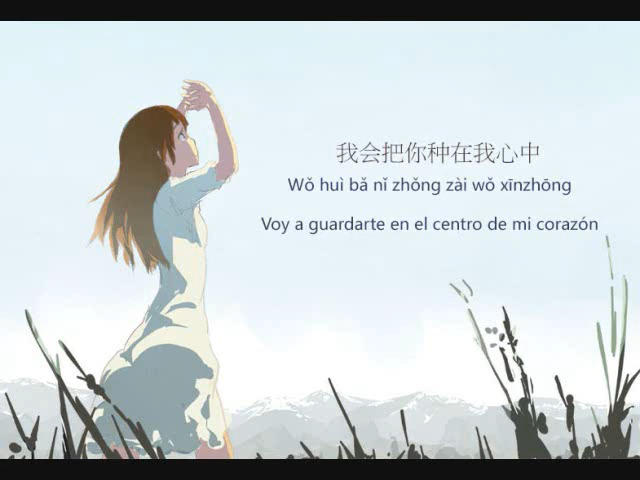 我会把你种在我心中
Wǒ huì bǎ nǐ zhǒng zài wǒ xīnzhōng
Voy a guardarte en el centro de mi corazón